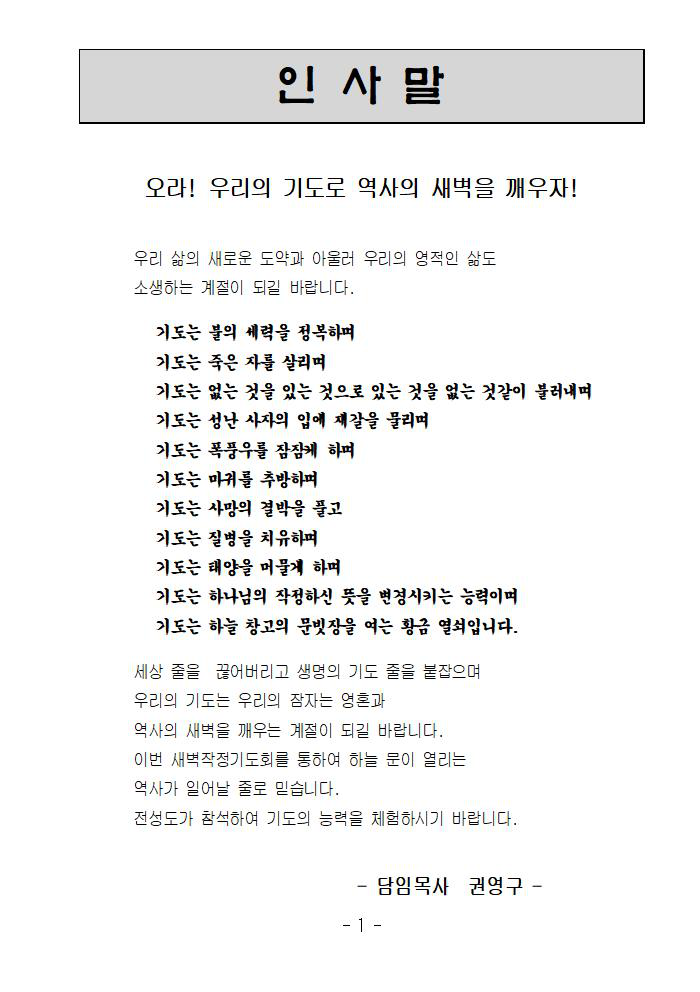 인 사 말
오라! 우리의 기도로 역사의 새벽을 깨우자!
우리 삶의 새로운 도약과 아울러 우리의 영적인 삶도
소생하는 계절이 되길 바랍니다.
기도는 불의 세력을 정복하며
기도는 죽은 자를 살리며
기도는 없는 것을 있는 것으로 있는 것을 없는 것같이 불러내며
기도는 성난 사자의 입에 재갈을 물리며
기도는 폭풍우를 잠잠케 하며
기도는 마귀를 추방하며
기도는 사망의 결박을 풀고
기도는 질병을 치유하며
기도는 태양을 머물게 하며
기도는 하나님의 작정하신 뜻을 변경시키는 능력이며
기도는 하늘 창고의 문빗장을 여는 황금 열쇠입니다.
세상 줄을 끊어버리고 생명의 기도 줄을 붙잡으며
우리의 기도는 우리의 잠자는 영혼과
역사의 새벽을 깨우는 계절이 되길 바랍니다.
이번 새벽작정기도회를 통하여 하늘 문이 열리는
역사가 일어날 줄로 믿습니다.
전성도가 참석하여 기도의 능력을 체험하시기 바랍니다.
- 담임목사 권영구 -
- 1 -